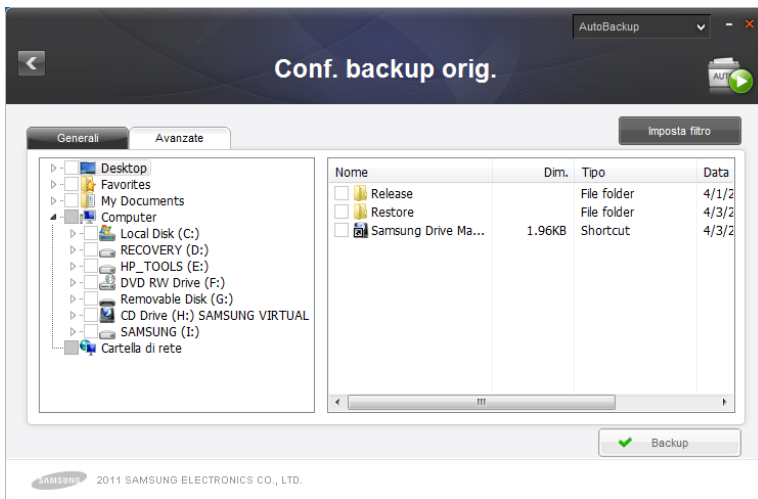 AutoBackup
Conf. backup orig.
AUTO
Generali
Avanzate
Imposta filtro
Desktop
Favorites
My Documents
Computer
Local Disk (C:)
RECOVERY (D:)
HP_TOOLS (E:)
DVD RW Drive (F:)
Removable Disk (G:)
CD Drive (H:) SAMSUNG VIRTUAL
SAMSUNG (I:)
Cartella di rete
Nome Dim. Tipo Data
Release File folder 4/1/2
Restore File folder 4/3/2
Samsung Drive Ma... 1.96KB Shortcut 4/3/2
Backup
SAMSUNG 2011 SAMSUNG ELECTRONICS CO., LTD.